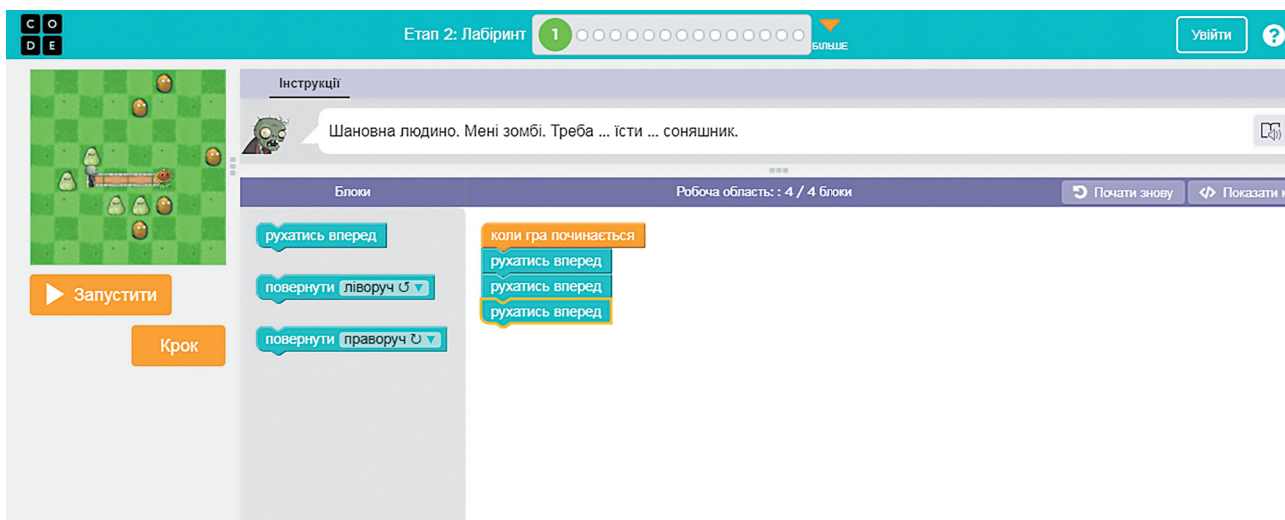 CODE
Етап 2: Лабіринт
1
БІЛЬШЕ
Увійти
?
Інструкції
Шановна людино. Мені зомбі. Треба ... їсти ... соняшник.
Блоки
Робоча область: : 4 / 4 блоки
Почати знову
</> Показати
рухатись вперед
повернути ліворуч ↺ ▼
повернути праворуч ↻ ▼
коли гра починається
рухатись вперед
рухатись вперед
рухатись вперед
Запустити
Крок